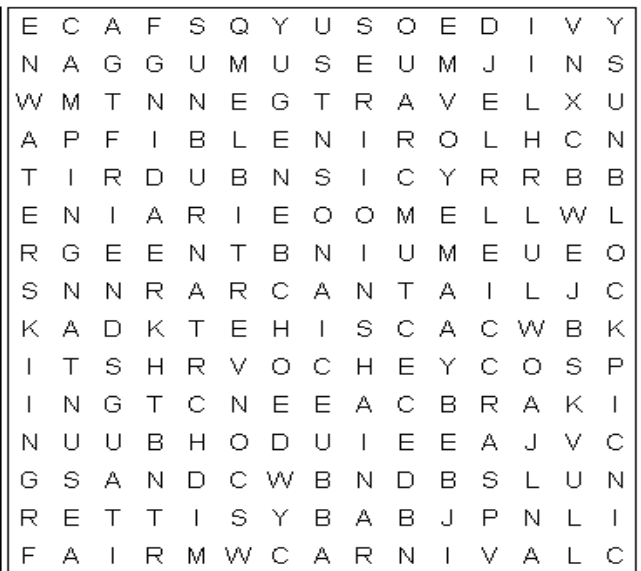 E C A F S Q Y U S O E D I V Y
N A G G U M U S E U M J I N S
W M T N N E G T R A V E L X U
A P F I B L E N I R O L H C N
T I R D U B N S I C Y R R B B
E N I A R I E O O M E L L W L
R G E E N T B N I U M E U E O
S N N R A R C A N T A I L J C
K A D K T E H I S C A C W B K
I T S H R V O C H E Y C O S P
I N G T C N E E A C B R A K I
N U U B H O D U I E E A J V C
G S A N D C W B N D B S L U N
R E T T I S Y B A B J P N L I
F A I R M W C A R N I V A L C